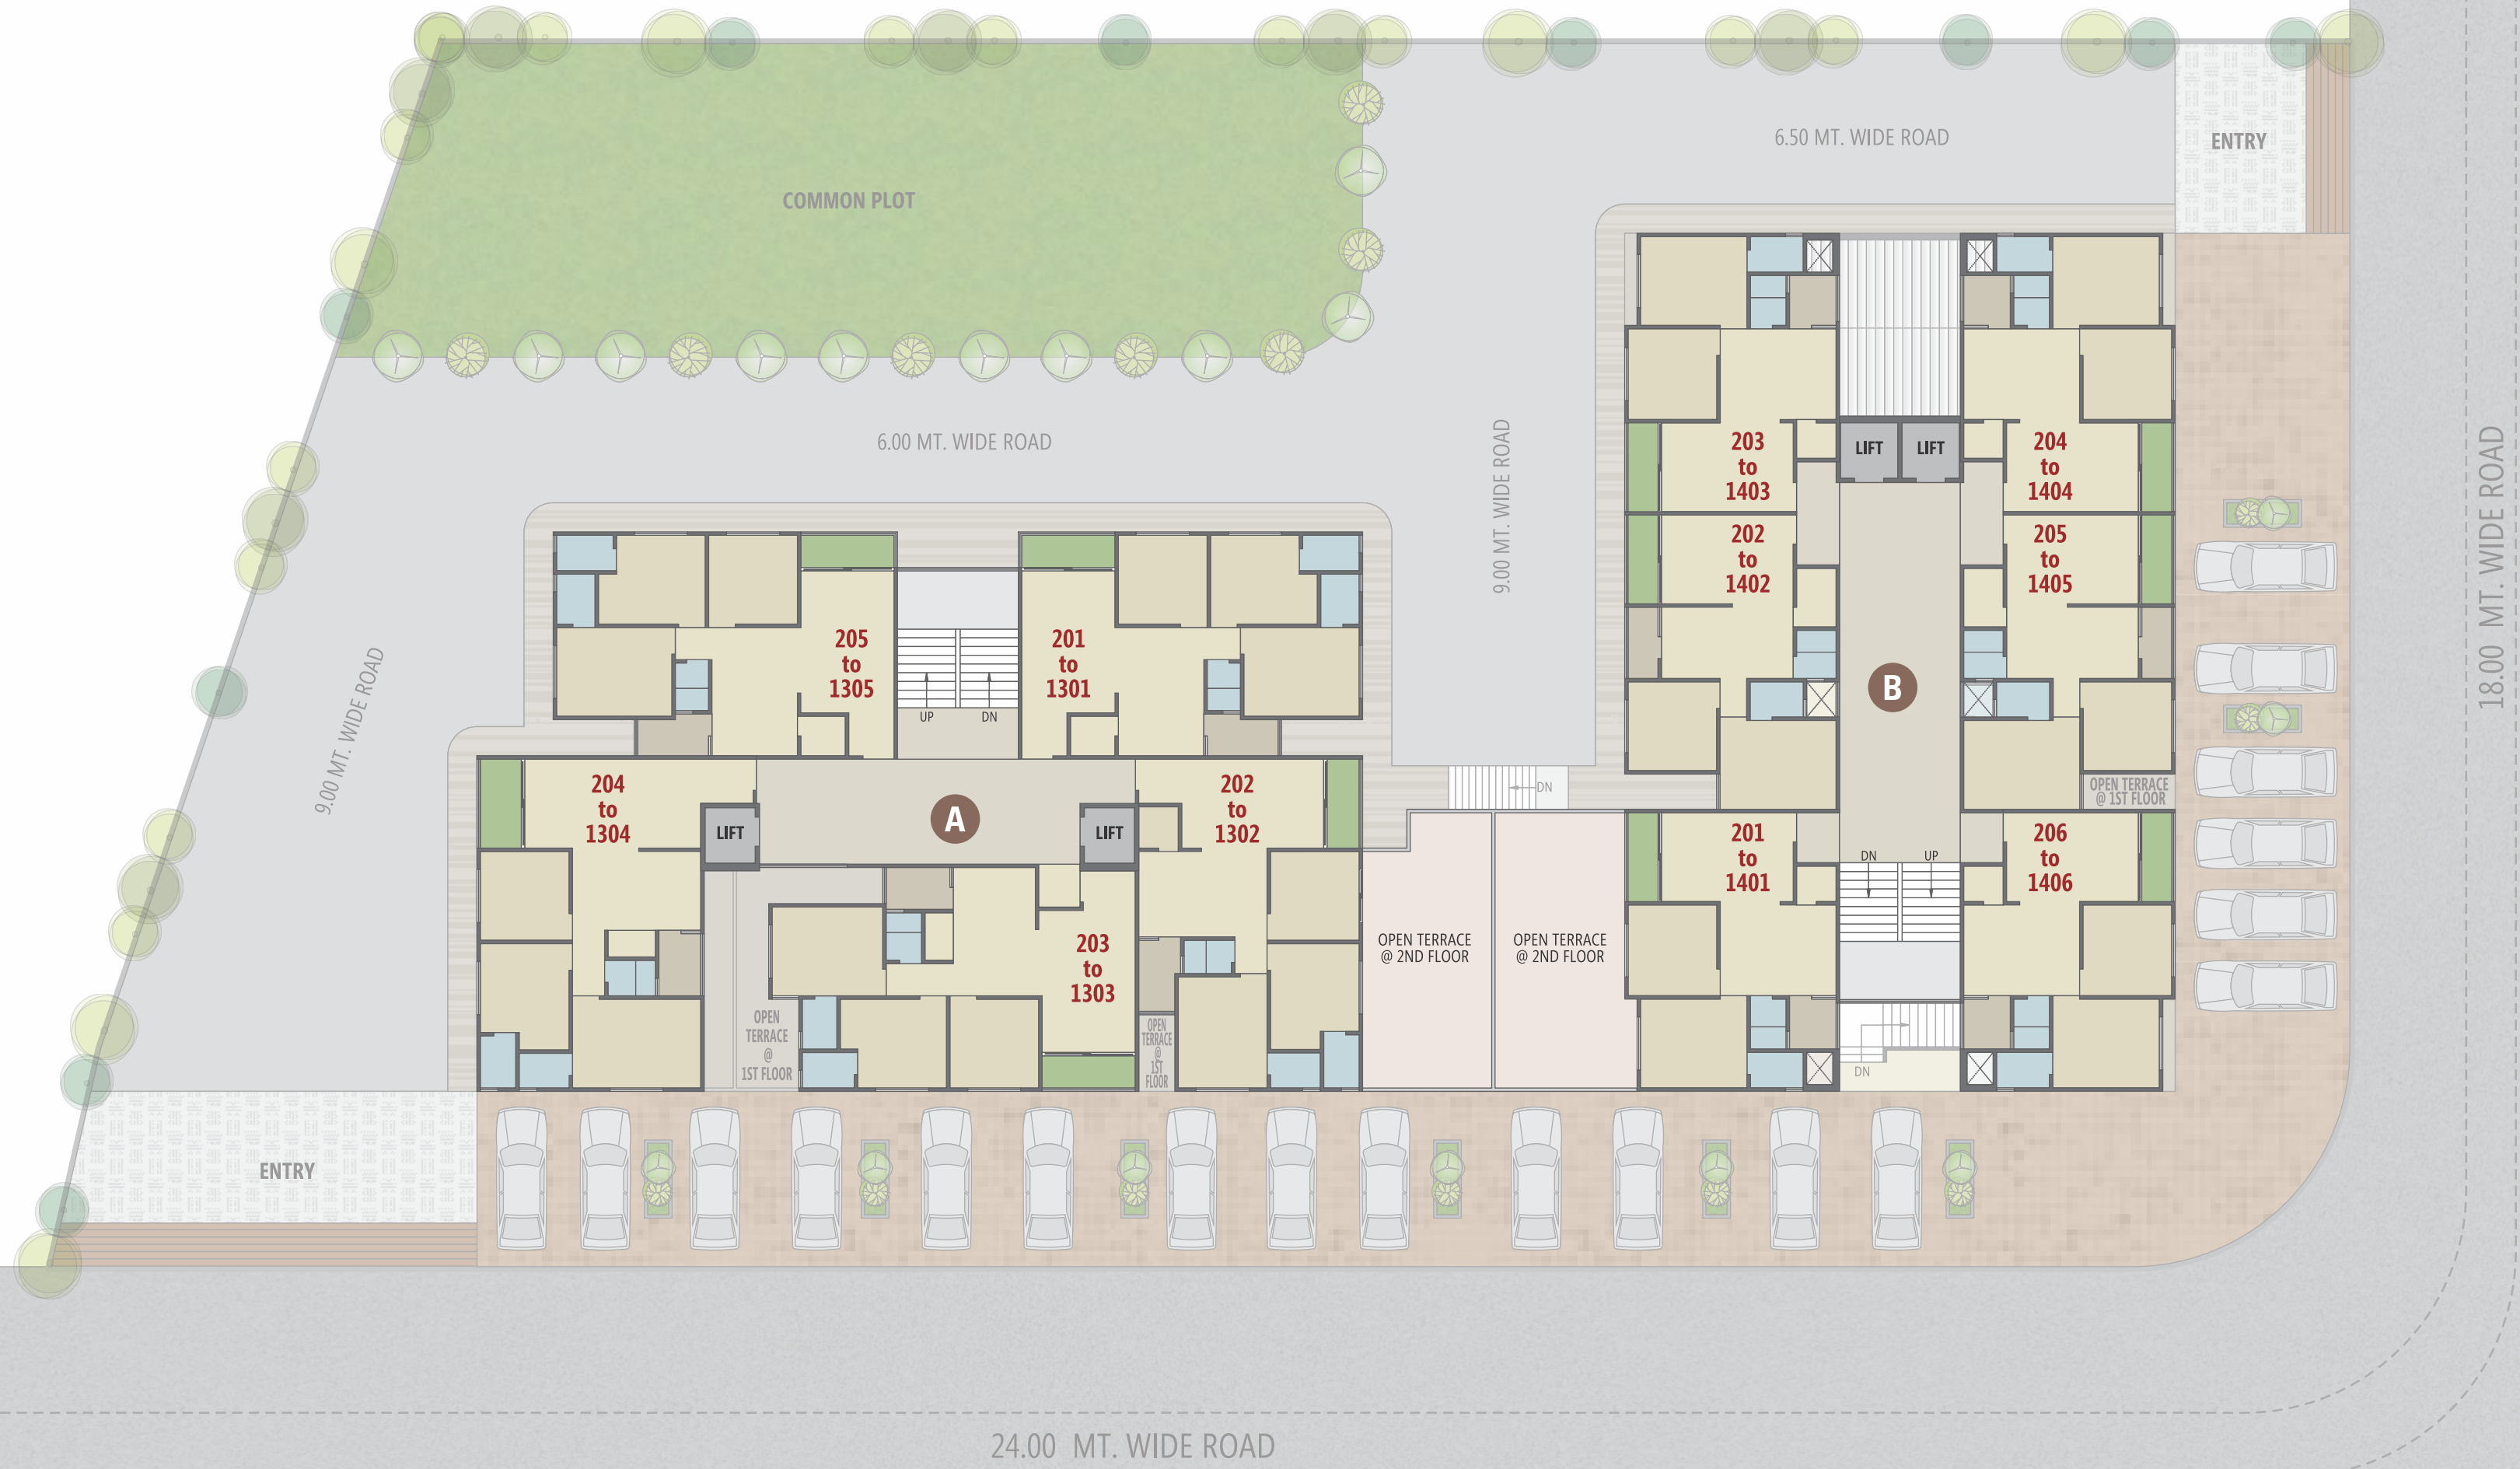 6.50 MT. WIDE ROAD
ENTRY
COMMON PLOT
6.00 MT. WIDE ROAD
9.00 MT. WIDE ROAD
18.00 MT. WIDE ROAD
203
to
1403
LIFT
LIFT
204
to
1404
202
to
1402
205
to
1405
B
205
to
1305
201
to
1301
UP
DN
9.00 MT. WIDE ROAD
204
to
1304
LIFT
A
LIFT
202
to
1302
DN
OPEN TERRACE
@ 1ST FLOOR
201
to
1401
DN
UP
206
to
1406
203
to
1303
OPEN TERRACE
@ 2ND FLOOR
OPEN TERRACE
@ 2ND FLOOR
OPEN
TERRACE
@
1ST FLOOR
OPEN
TERRACE
@
1ST
FLOOR
DN
ENTRY
24.00 MT. WIDE ROAD